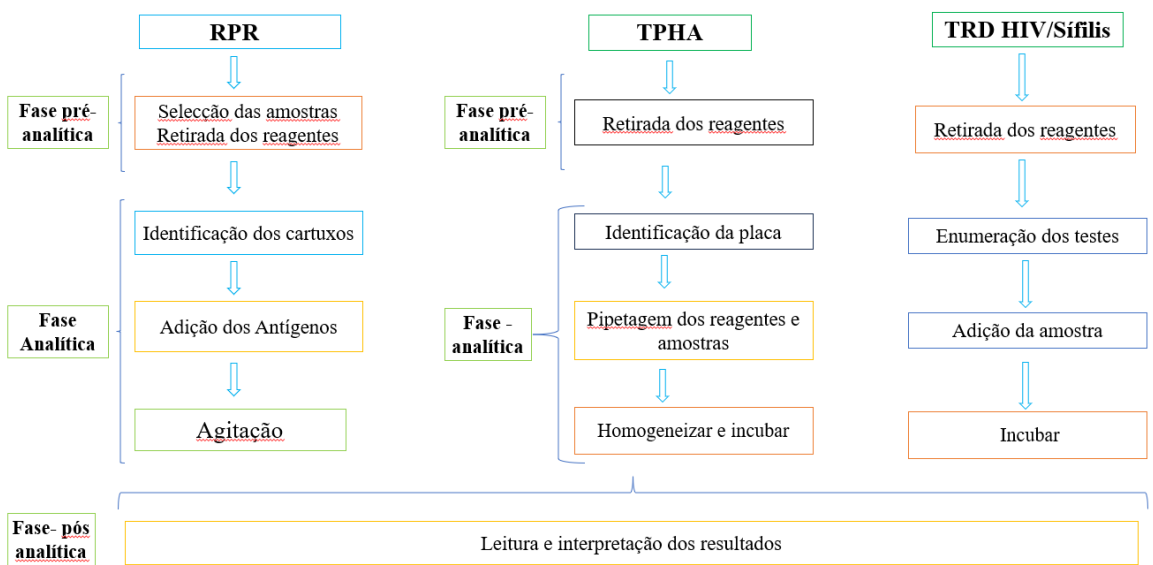 RPR
TPHA
TRD HIV/Sífilis
Fase pré-
analítica
Selecção das amostras
Retirada dos reagentes
Fase pré-
analítica
Retirada dos reagentes
Retirada dos reagentes
Identificação dos cartuxos
Identificação da placa
Enumeração dos testes
Fase
Analítica
Adição dos Antígenos
Fase -
analítica
Pipetagem dos reagentes e
amostras
Adição da amostra
Agitação
Homogeneizar e incubar
Incubar
Fase- pós
analítica
Leitura e interpretação dos resultados